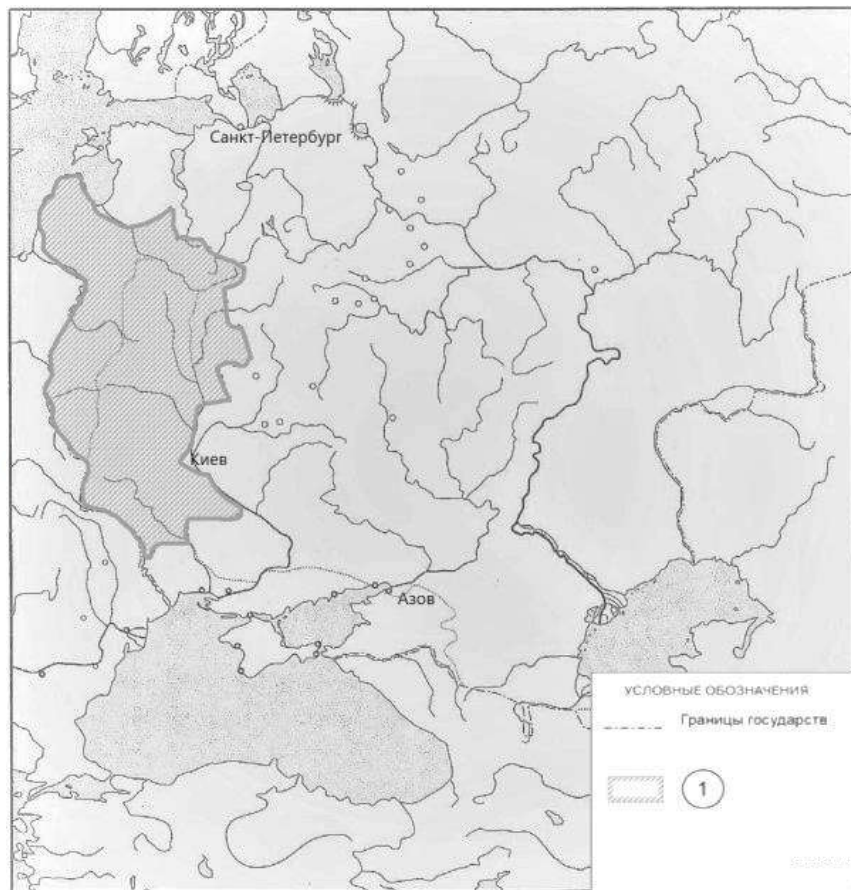 Санкт-Петербург
Киев
Азов
УСЛОВНЫЕ ОБОЗНАЧЕНИЯ
Границы государств
1